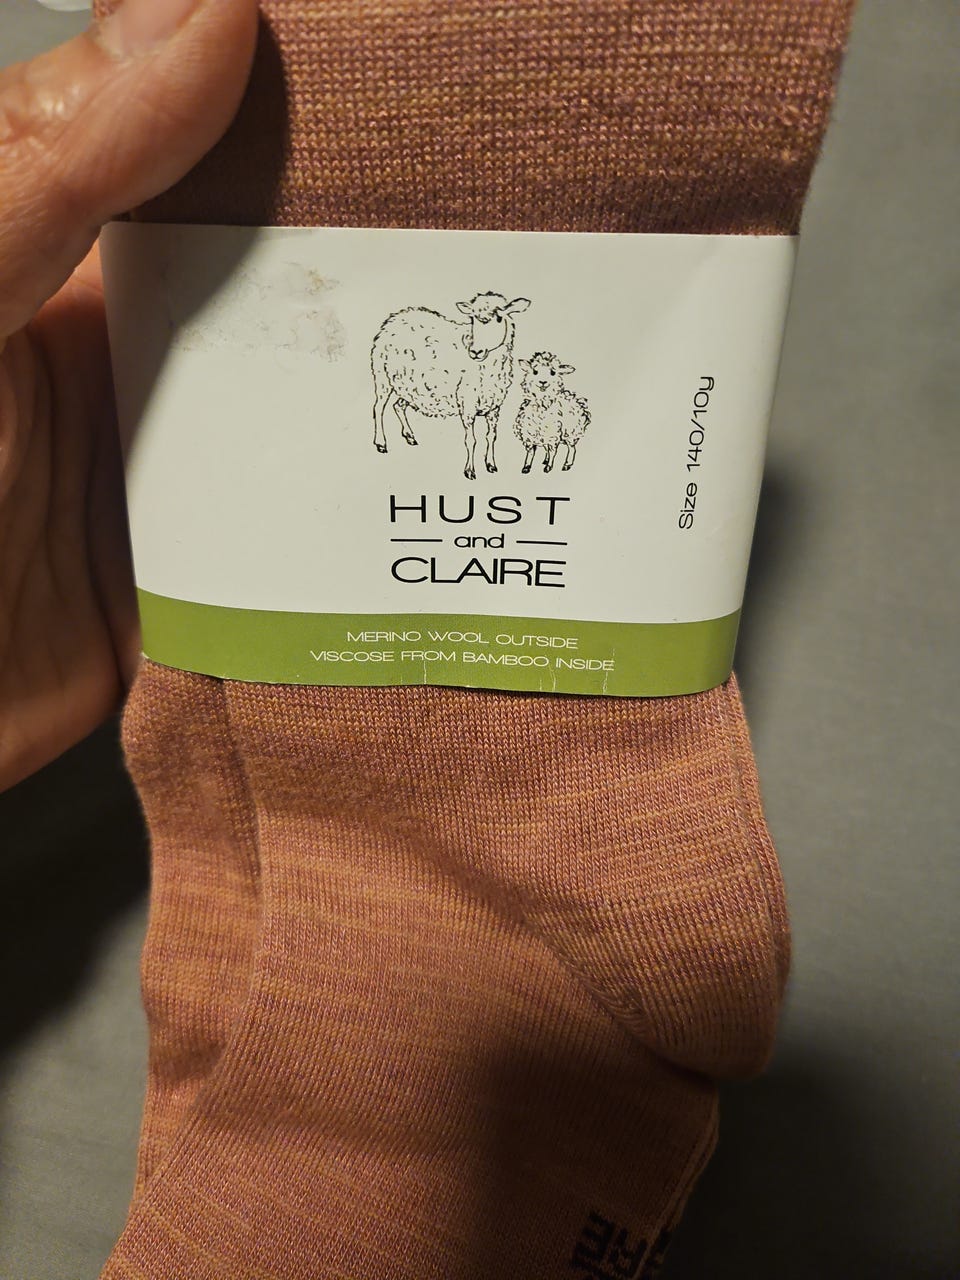 HUST
and
CLAIRE
Size 140/10y
MERINO WOOL OUTSIDE
VISCOSE FROM BAMBOO INSIDE